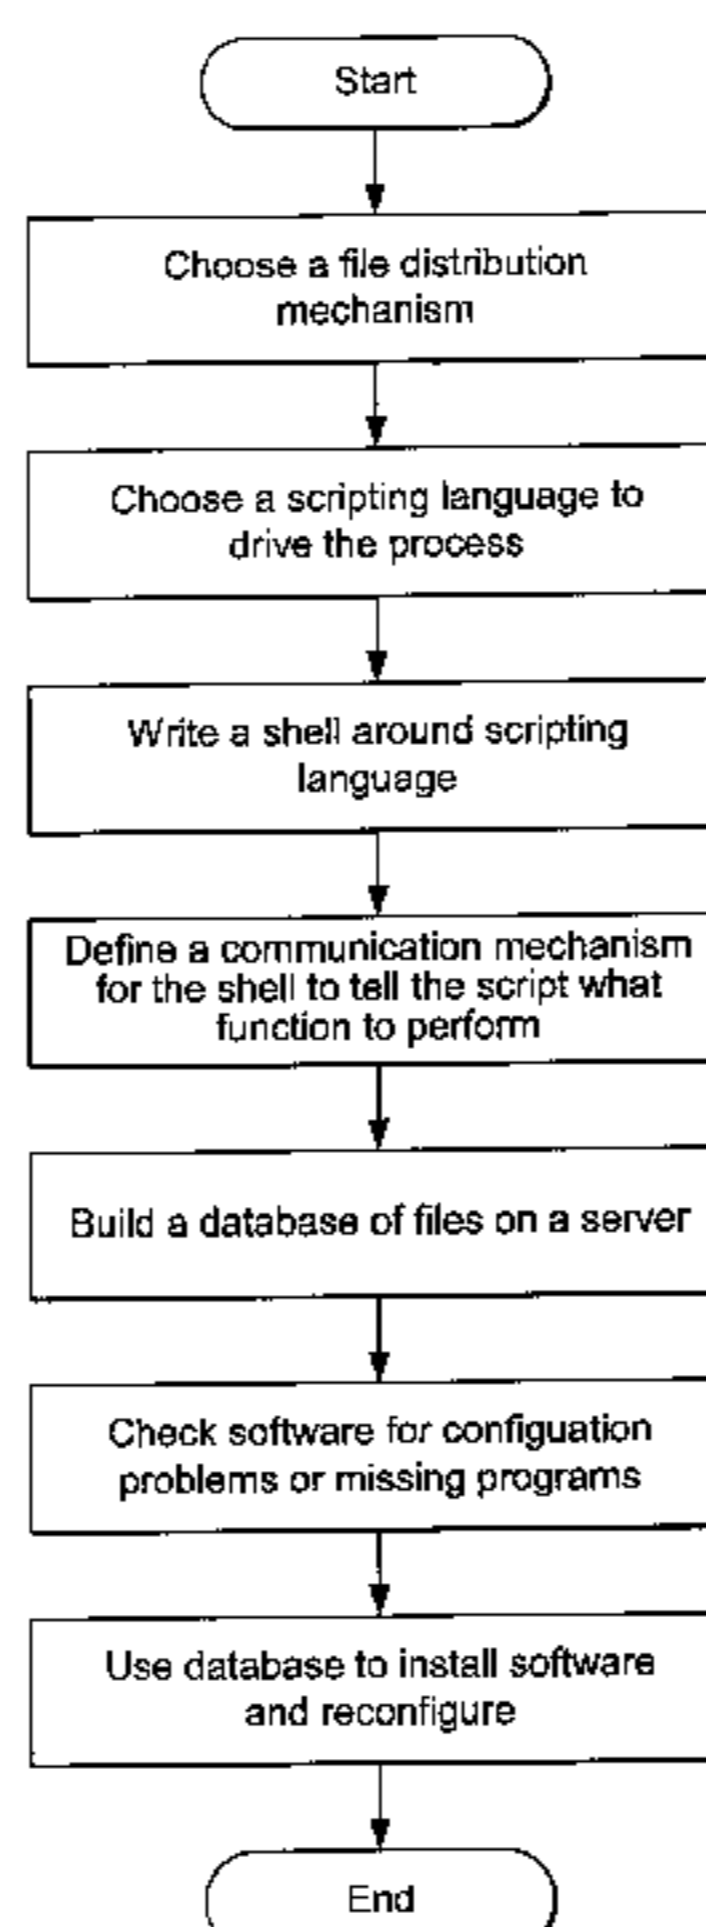 Start
Choose a file distribution
mechanism
Choose a scripting language to
drive the process
Write a shell around scripting
language
Define a communication mechanism
for the shell to tell the script what
function to perform
Build a database of files on a server
Check software for configuation
problems or missing programs
Use database to install software
and reconfigure
End